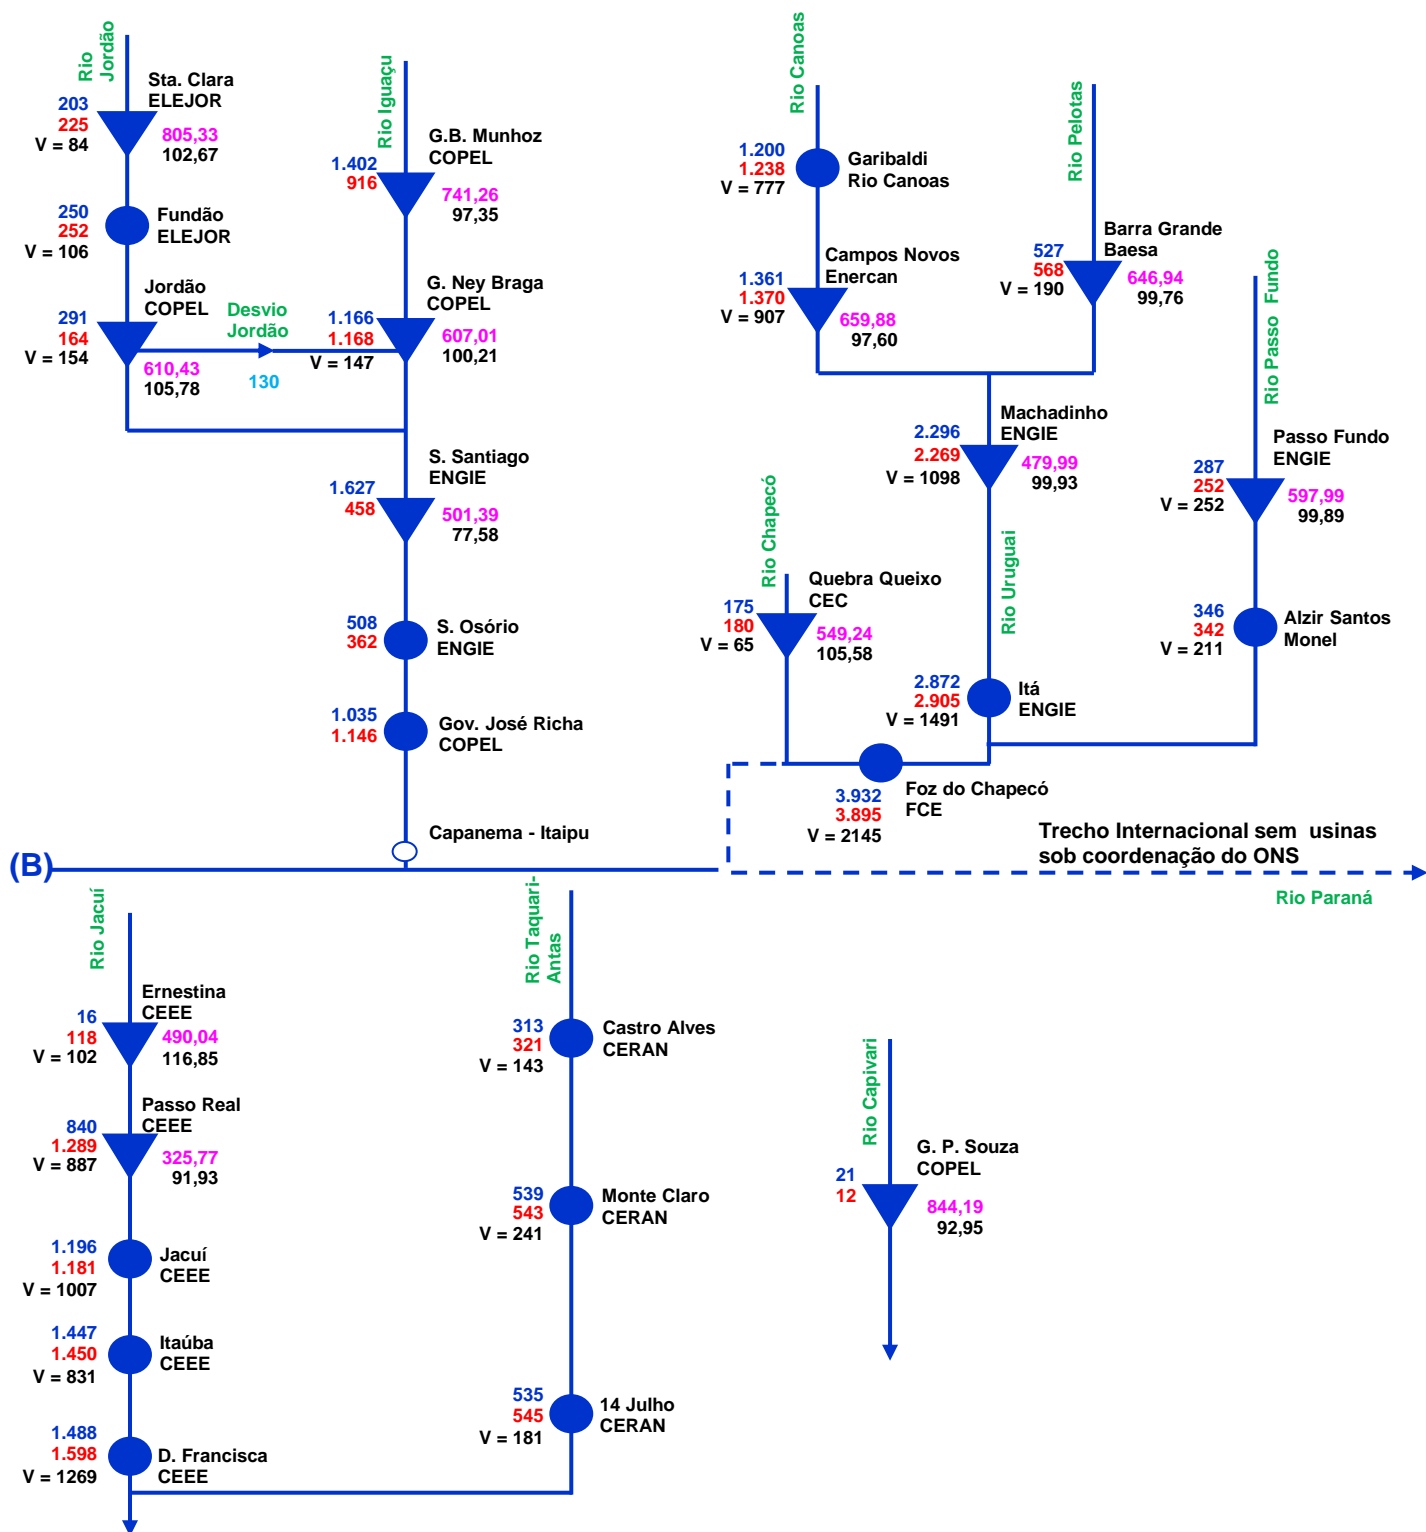 Rio
Jordão
Sta. Clara
ELEJOR
203
225
V = 84
805,33
102,67
250
252
V = 106
Fundão
ELEJOR
Jordão
COPEL
291
164
V = 154
610,43
105,78
Desvio
Jordão
130
Rio Iguaçu
G.B. Munhoz
COPEL
1.402
916
741,26
97,35
G. Ney Braga
COPEL
1.166
1.168
V = 147
607,01
100,21
S. Santiago
ENGIE
1.627
458
501,39
77,58
508
362
S. Osório
ENGIE
1.035
1.146
Gov. José Richa
COPEL
Capanema - Itaipu
(B)
Rio Canoas
1.200
1.238
V = 777
Garibaldi
Rio Canoas
Campos Novos
Enercan
1.361
1.370
V = 907
659,88
97,60
Rio Pelotas
Barra Grande
Baesa
527
568
V = 190
646,94
99,76
Machadinho
ENGIE
2.296
2.269
V = 1098
479,99
99,93
Rio Passo Fundo
Passo Fundo
ENGIE
287
252
V = 252
597,99
99,89
346
342
V = 211
Alzir Santos
Monel
Rio Chapecó
Quebra Queixo
CEC
175
180
V = 65
549,24
105,58
Rio Uruguai
2.872
2.905
V = 1491
Itá
ENGIE
Foz do Chapecó
FCE
3.932
3.895
V = 2145
Trecho Internacional sem usinas
sob coordenação do ONS
Rio Paraná
Rio Jacuí
Ernestina
CEEE
16
118
V = 102
490,04
116,85
Passo Real
CEEE
840
1.289
V = 887
325,77
91,93
1.196
1.181
V = 1007
Jacuí
CEEE
1.447
1.450
V = 831
Itaúba
CEEE
1.488
1.598
V = 1269
D. Francisca
CEEE
Rio Taquari-
Antas
313
321
V = 143
Castro Alves
CERAN
539
543
V = 241
Monte Claro
CERAN
535
545
V = 181
14 Julho
CERAN
Rio Capivari
G. P. Souza
COPEL
21
12
844,19
92,95